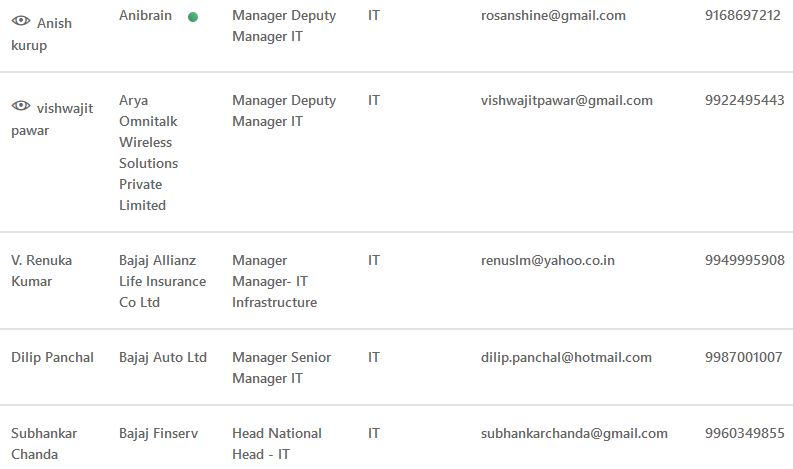 Anish kurup Anibrain Manager Deputy Manager IT IT rosanshine@gmail.com 9168697212
vishwajit pawar Arya Omnitalk Wireless Solutions Private Limited Manager Deputy Manager IT IT vishwajitpawar@gmail.com 9922495443
V. Renuka Kumar Bajaj Allianz Life Insurance Co Ltd Manager Manager- IT Infrastructure IT renuslm@yahoo.co.in 9949995908
Dilip Panchal Bajaj Auto Ltd Manager Senior Manager IT IT dilip.panchal@hotmail.com 9987001007
Subhankar Chanda Bajaj Finserv Head National Head - IT IT subhankarchanda@gmail.com 9960349855